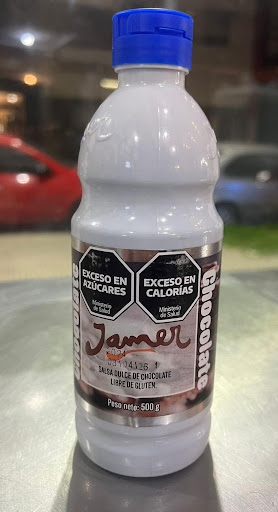 EXCESO EN
AZÚCARES
Ministerio
de Salud
EXCESO EN
CALORÍAS
Ministerio
de Salud
Chocolate
Jamer
SALSA DULCE DE CHOCOLATE
LIBRE DE GLUTEN.
Peso neto: 500 g